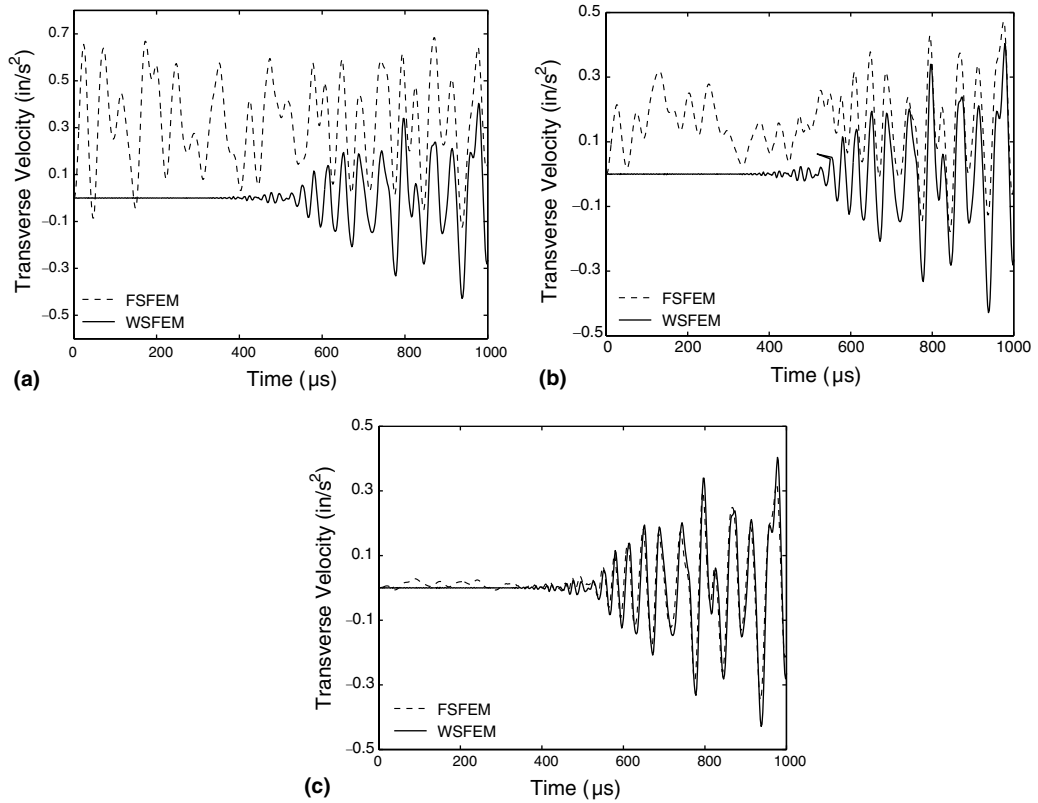 0.7
0.5
0.3
0.1
−0.1
−0.3
−0.5
Transverse Velocity (in/s²)
FSFEM
WSFEM
0 200 400 600 800 1000
Time (µs)
(a)
0.5
0.3
0.1
−0.1
−0.3
−0.5
Transverse Velocity (in/s²)
FSFEM
WSFEM
0 200 400 600 800 1000
Time (µs)
(b)
0.5
0.3
0.1
−0.1
−0.3
−0.5
Transverse Velocity (in/s²)
FSFEM
WSFEM
0 200 400 600 800 1000
Time (µs)
(c)